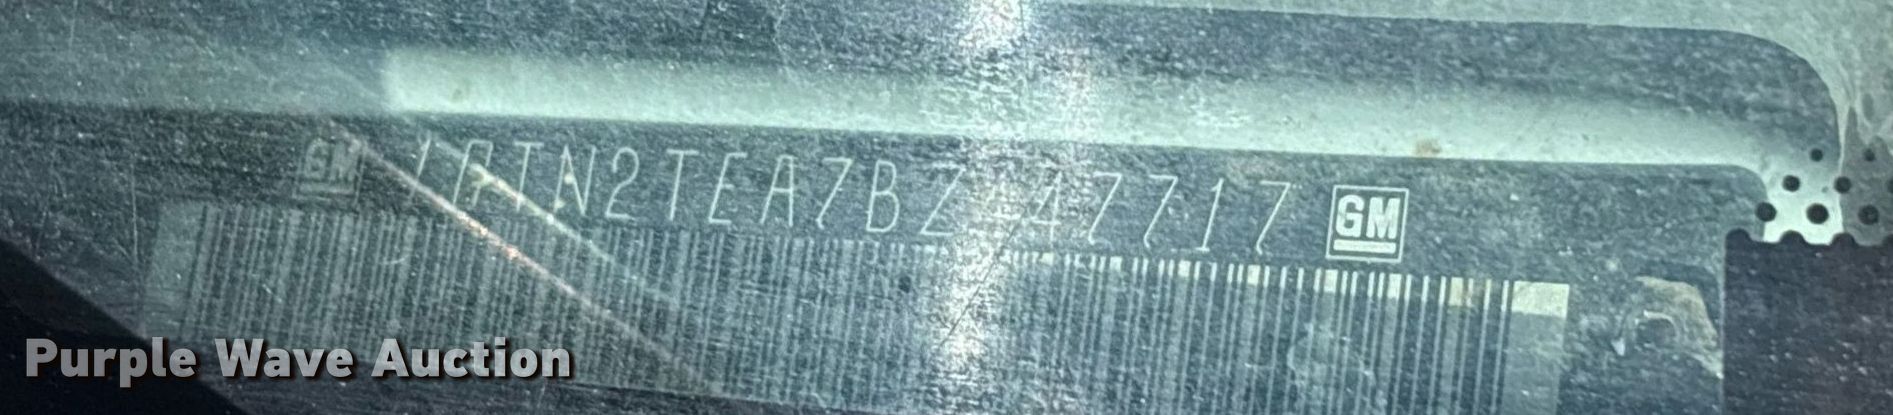 GM 1GTN2TEA7BZ 47717 GM
Purple Wave Auction